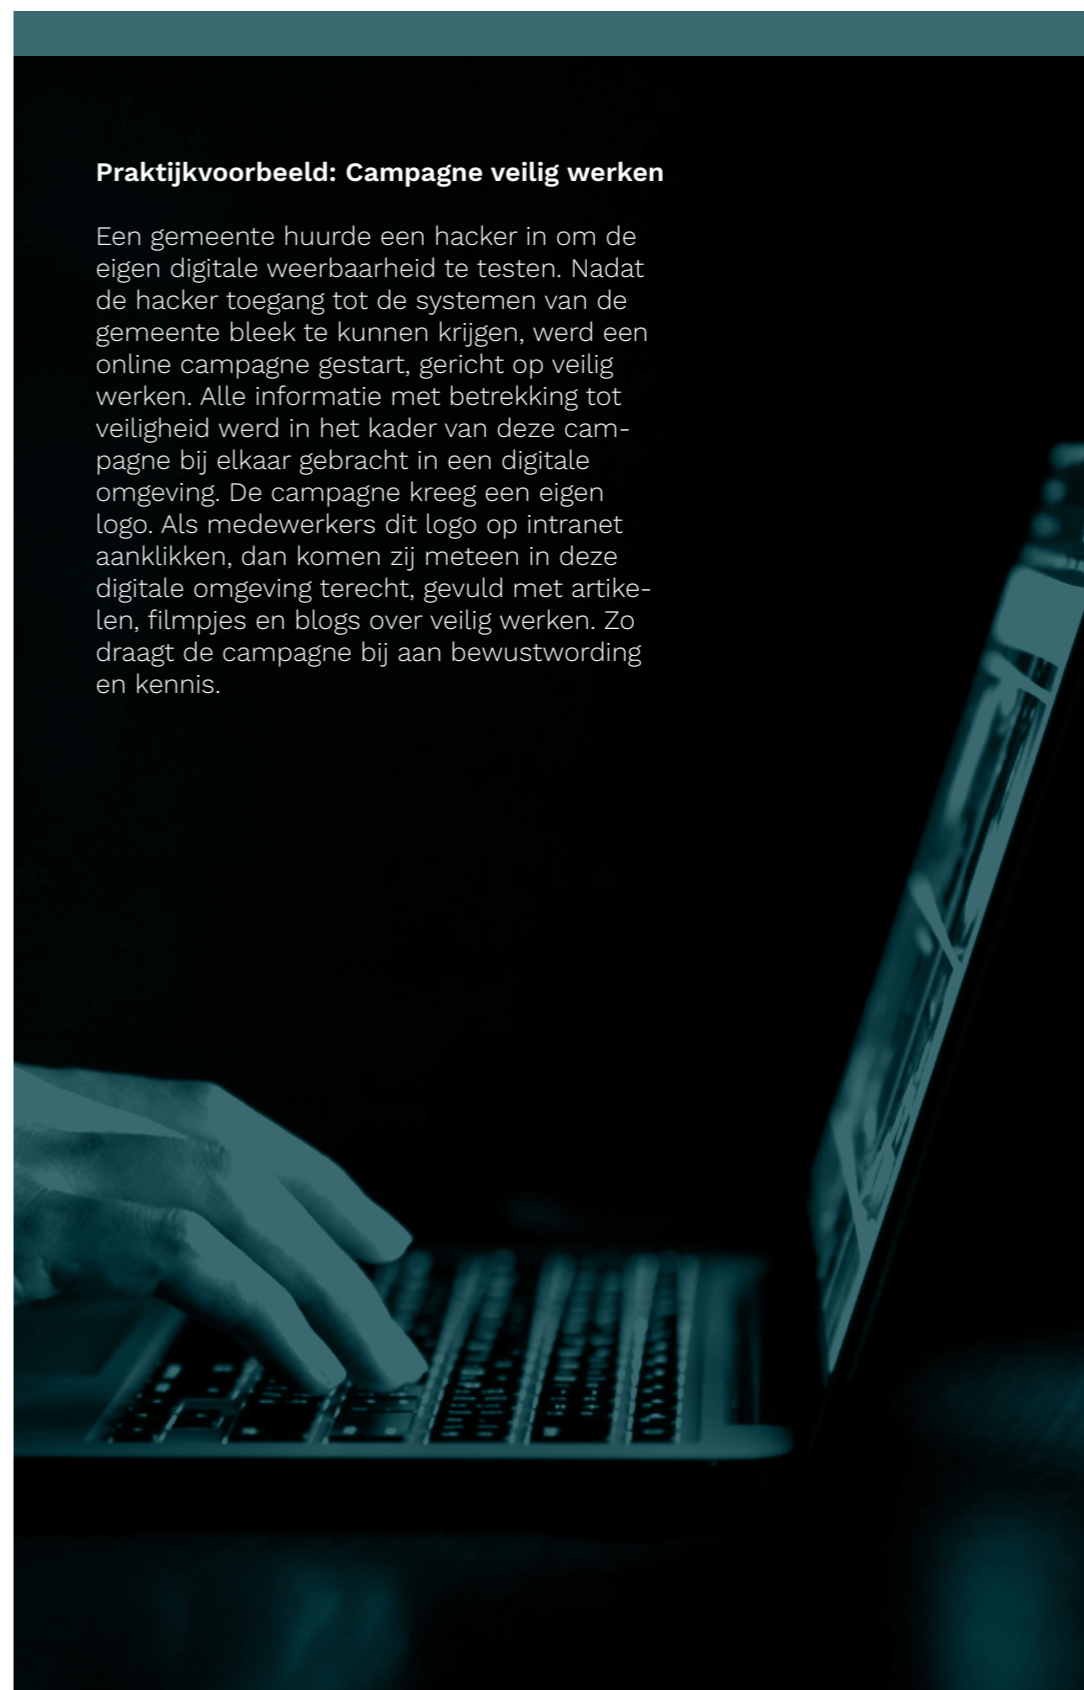 Praktijkvoorbeeld: Campagne veilig werken
Een gemeente huurde een hacker in om de
eigen digitale weerbaarheid te testen. Nadat
de hacker toegang tot de systemen van de
gemeente bleek te kunnen krijgen, werd een
online campagne gestart, gericht op veilig
werken. Alle informatie met betrekking tot
veiligheid werd in het kader van deze cam-
pagne bij elkaar gebracht in een digitale
omgeving. De campagne kreeg een eigen
logo. Als medewerkers dit logo op intranet
aanklikken, dan komen zij meteen in deze
digitale omgeving terecht, gevuld met artike-
len, filmpjes en blogs over veilig werken. Zo
draagt de campagne bij aan bewustwording
en kennis.